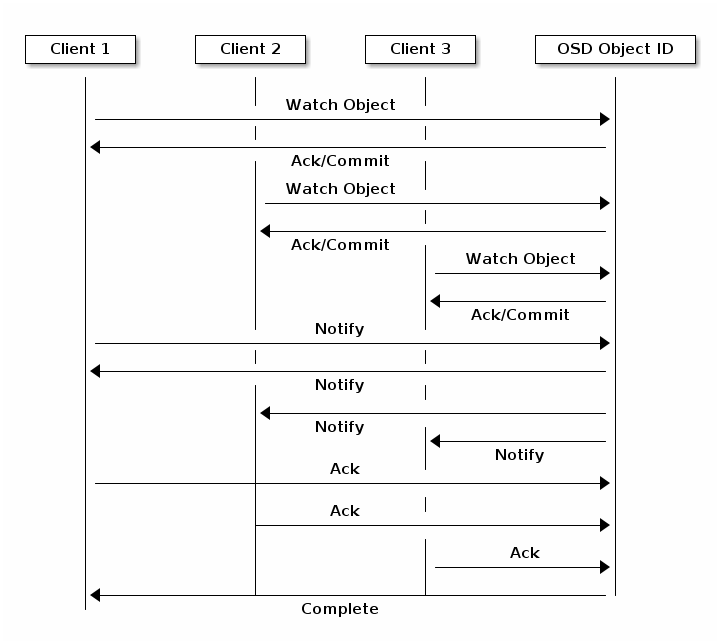 Client 1 Client 2 Client 3 OSD Object ID
Watch Object
Ack/Commit
Watch Object
Ack/Commit
Watch Object
Ack/Commit
Notify
Notify
Notify
Notify
Ack
Ack
Ack
Complete